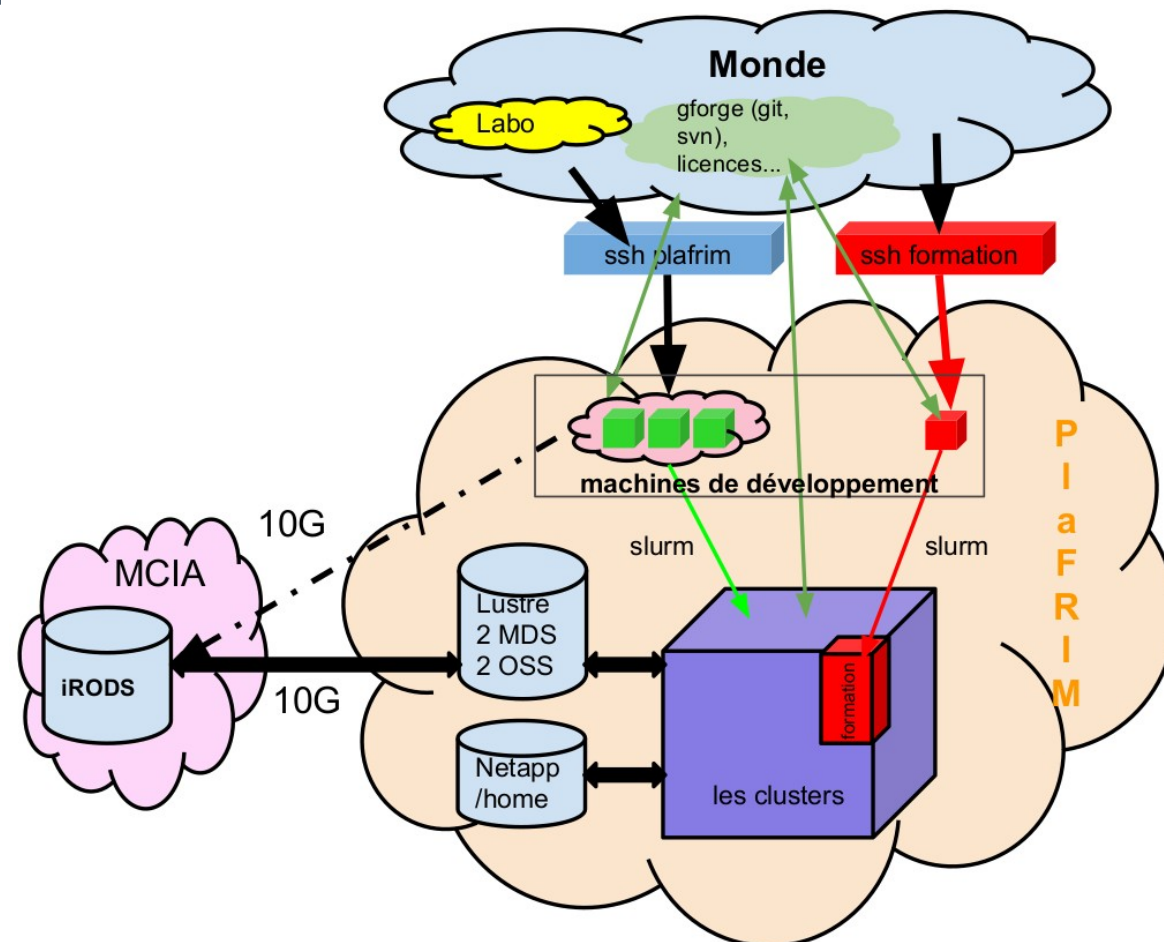 Monde
Labo
gforge (git,
svn),
licences...
ssh plafrim
ssh formation
machines de développement
PlaFRIM
10G
MCIA
slurm
slurm
Lustre
2 MDS
2 OSS
iRODS
10G
formation
Netapp
/home
les clusters